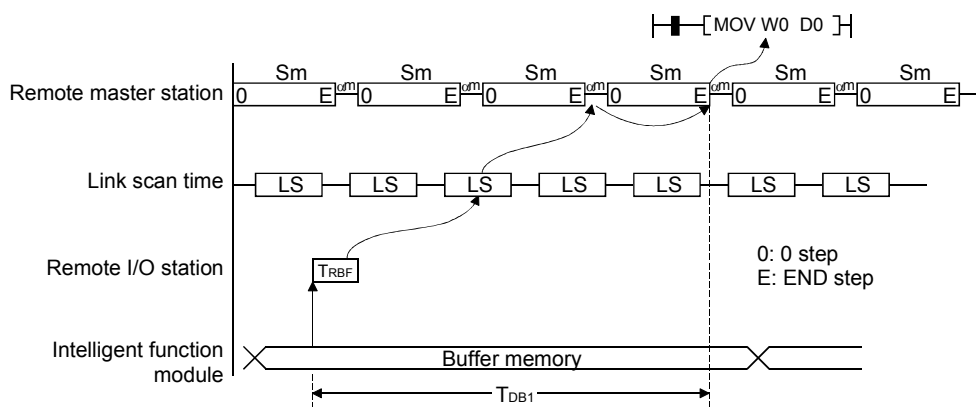 MOV W0 D0
Sm Sm Sm Sm Sm Sm
Remote master station 0 E αm 0 E αm 0 E αm 0 E αm 0 E αm 0 E
Link scan time LS LS LS LS LS LS LS
Remote I/O station TRBF
0: 0 step
E: END step
Intelligent function
module
Buffer memory
TDB1